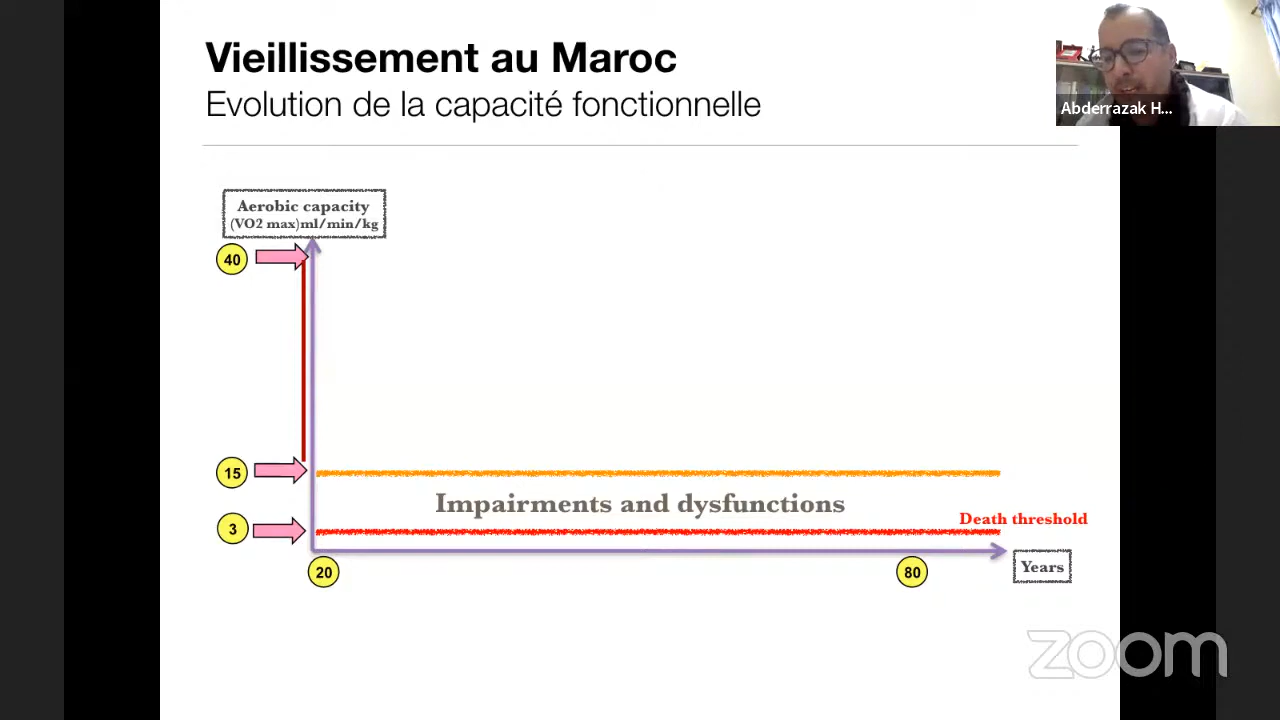 Vieillissement au Maroc
Evolution de la capacité fonctionnelle
Abderrazak H...
Aerobic capacity
(VO2 max)ml/min/kg
40
15
Impairments and dysfunctions
3
Death threshold
20
80
Years
zoom